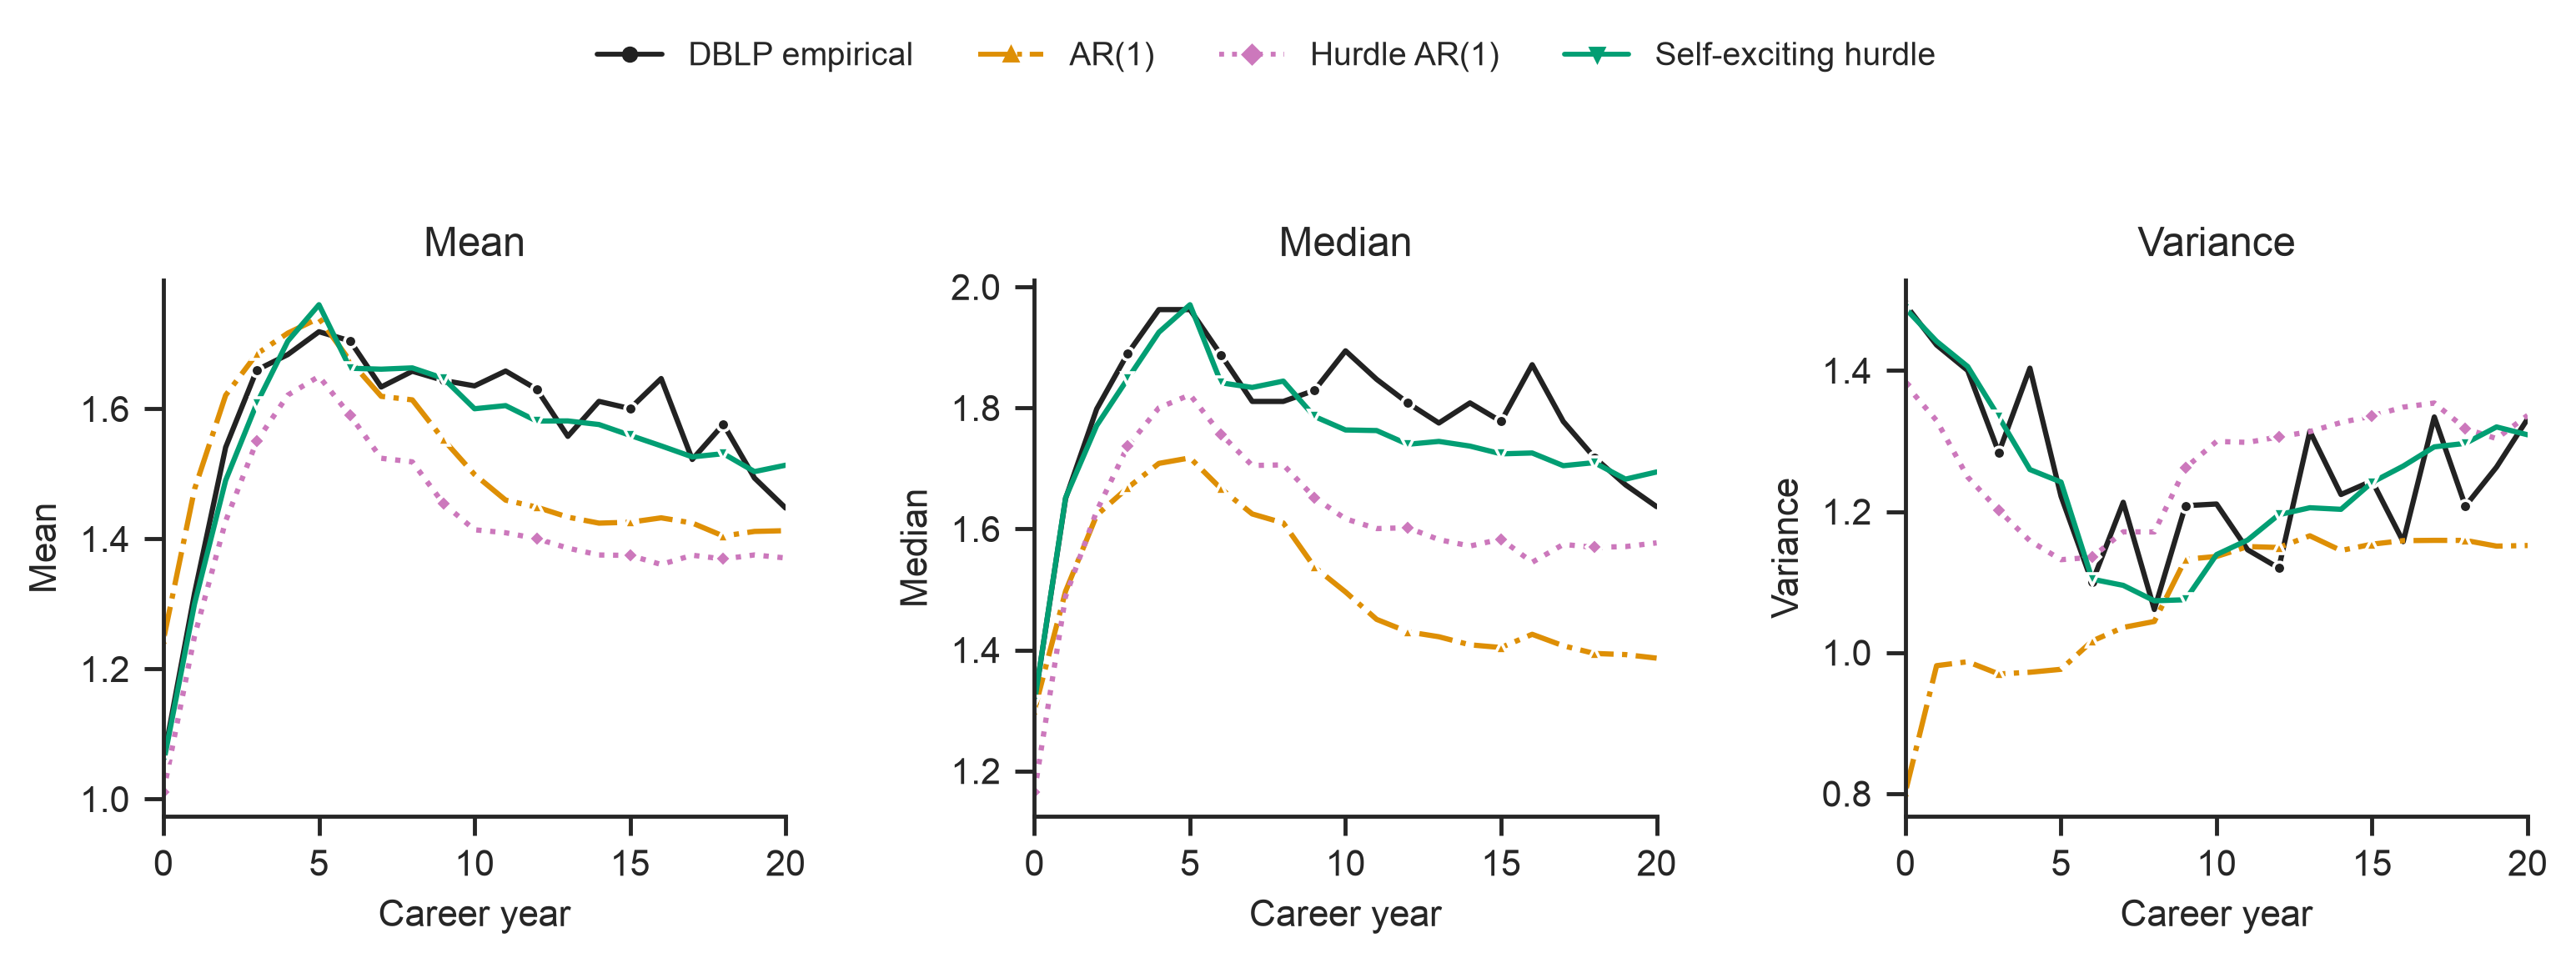 DBLP empirical AR(1) Hurdle AR(1) Self-exciting hurdle
Mean
Mean
1.6
1.4
1.2
1.0
0 5 10 15 20
Career year
Median
Median
2.0
1.8
1.6
1.4
1.2
0 5 10 15 20
Career year
Variance
Variance
1.4
1.2
1.0
0.8
0 5 10 15 20
Career year